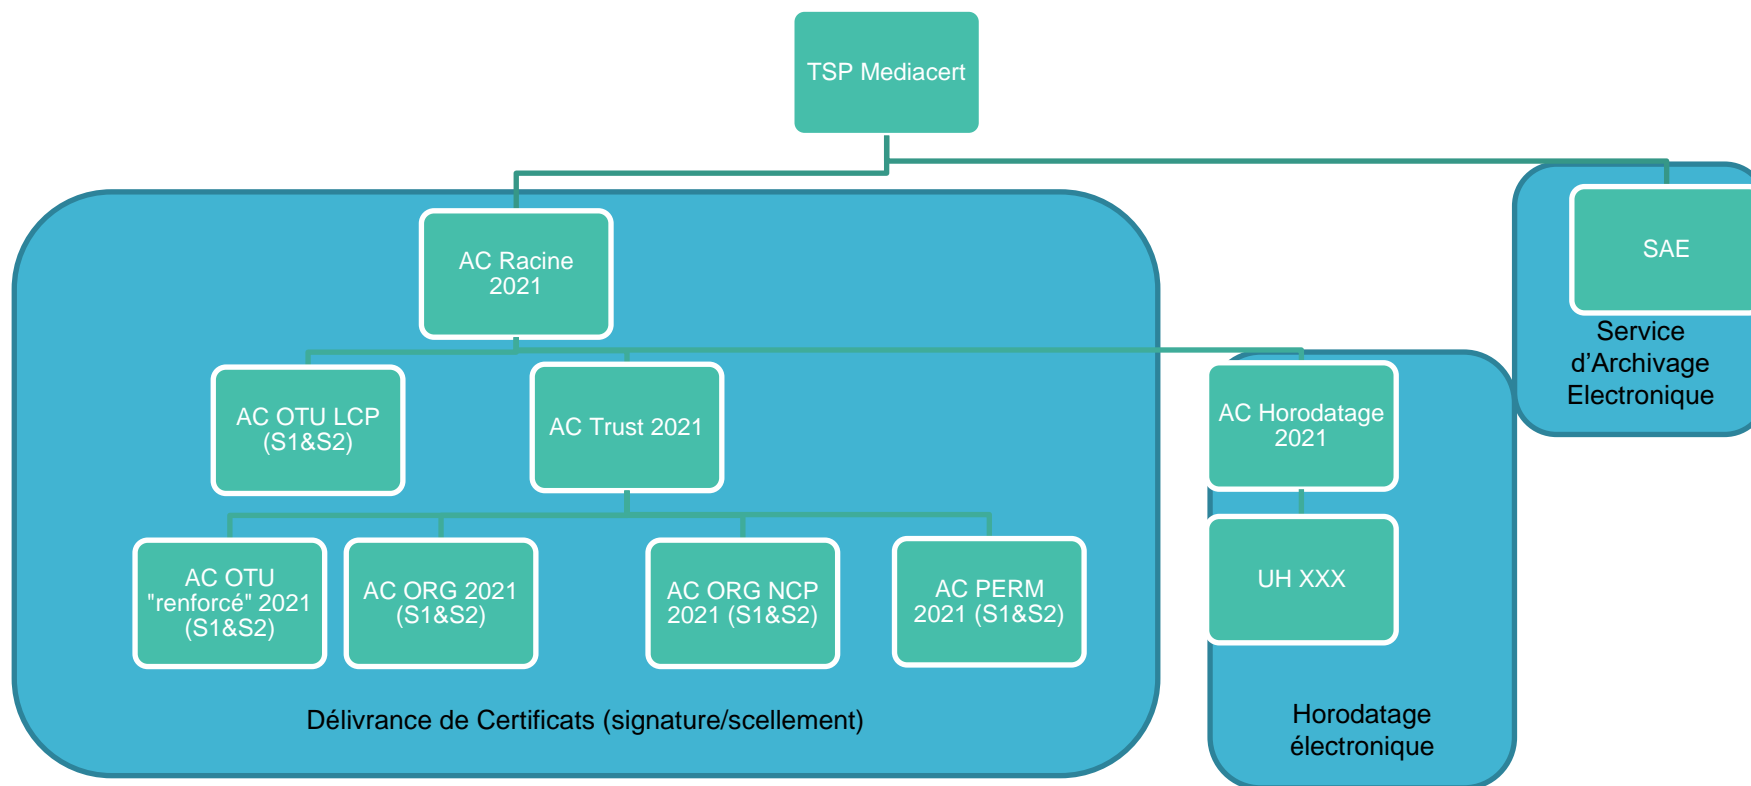 TSP Mediacert
AC Racine
2021
SAE
Service
d’Archivage
Electronique
AC OTU LCP
(S1&S2)
AC Trust 2021
AC Horodatage
2021
AC OTU
"renforcé" 2021
(S1&S2)
AC ORG 2021
(S1&S2)
AC ORG NCP
2021 (S1&S2)
AC PERM
2021 (S1&S2)
UH XXX
Délivrance de Certificats (signature/scellement)
Horodatage
électronique